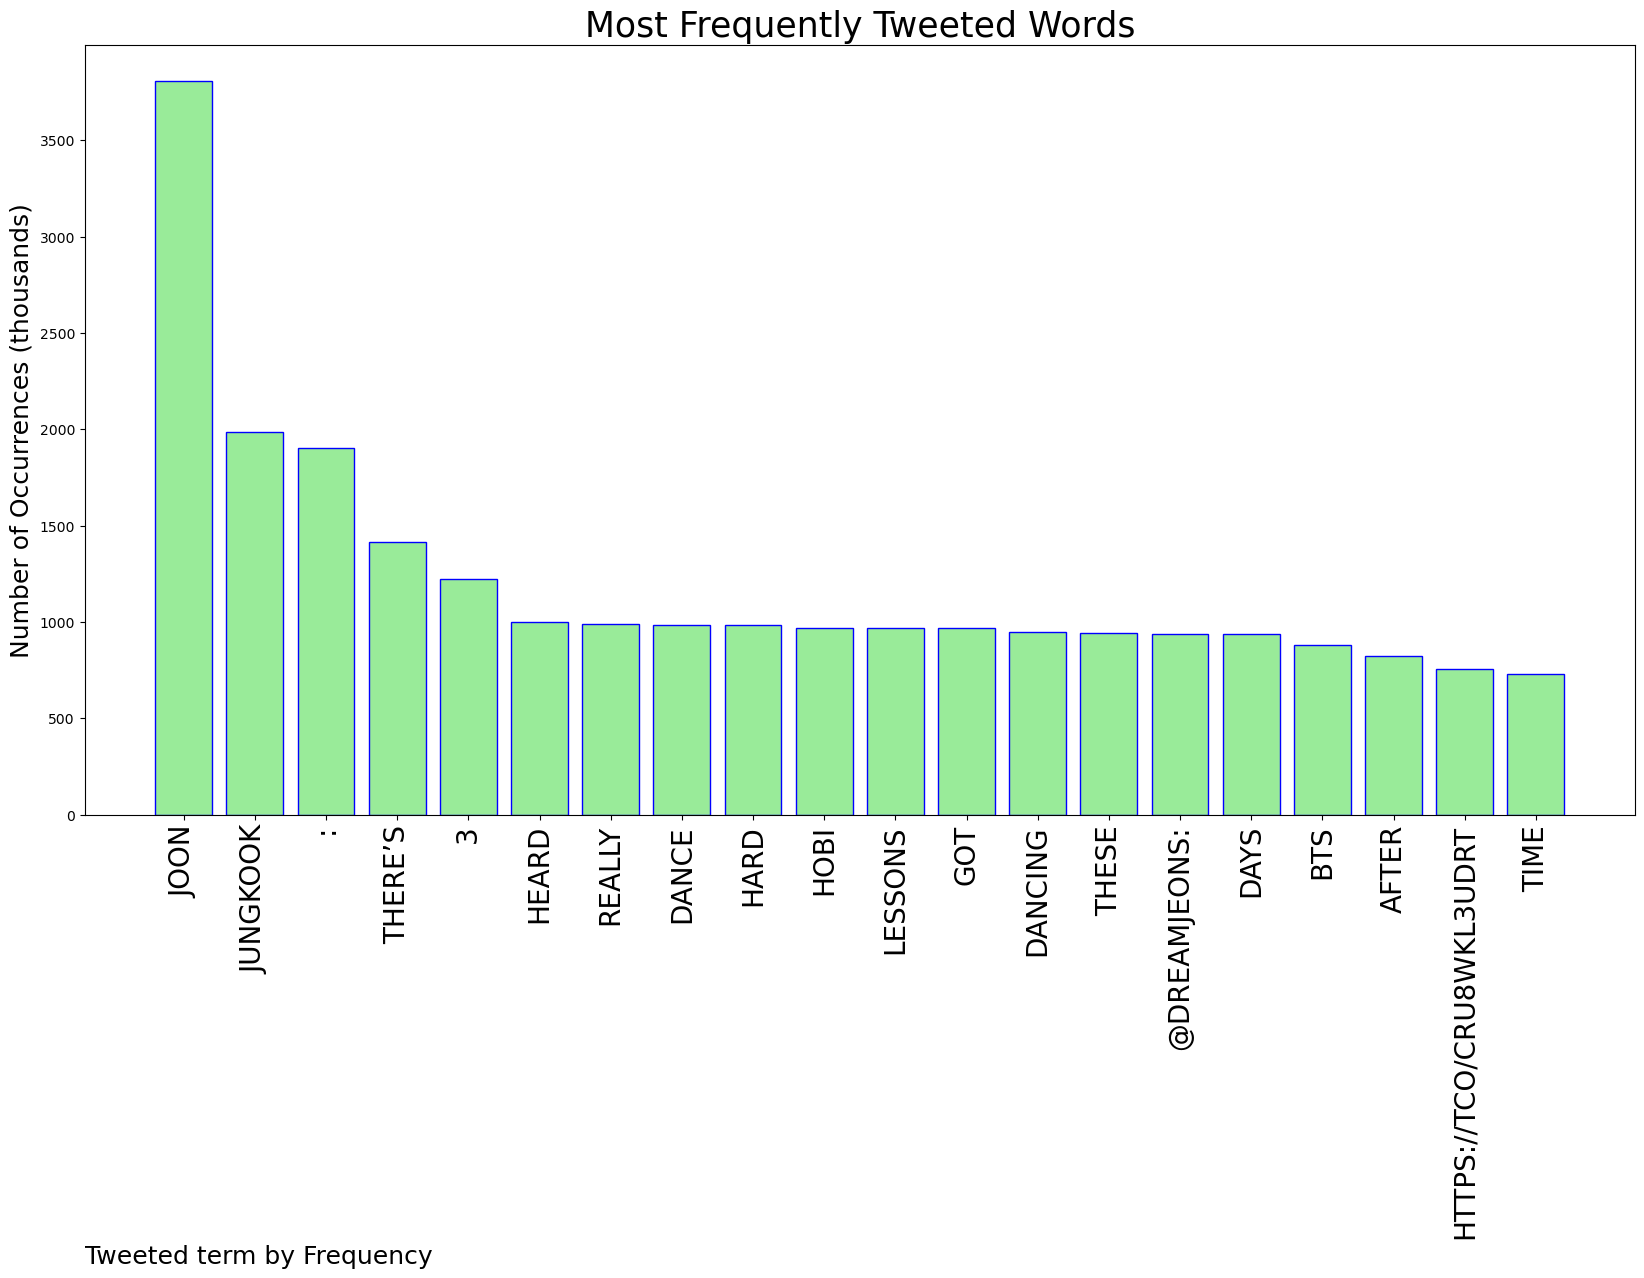 Most Frequently Tweeted Words
Number of Occurrences (thousands)
3500
3000
2500
2000
1500
1000
500
0
JOON
JUNGKOOK
:
THERE’S
3
HEARD
REALLY
DANCE
HARD
HOBI
LESSONS
GOT
DANCING
THESE
@DREAMJEONS:
DAYS
BTS
AFTER
HTTPS://TCO/CRU8WKL3UDRT
TIME
Tweeted term by Frequency